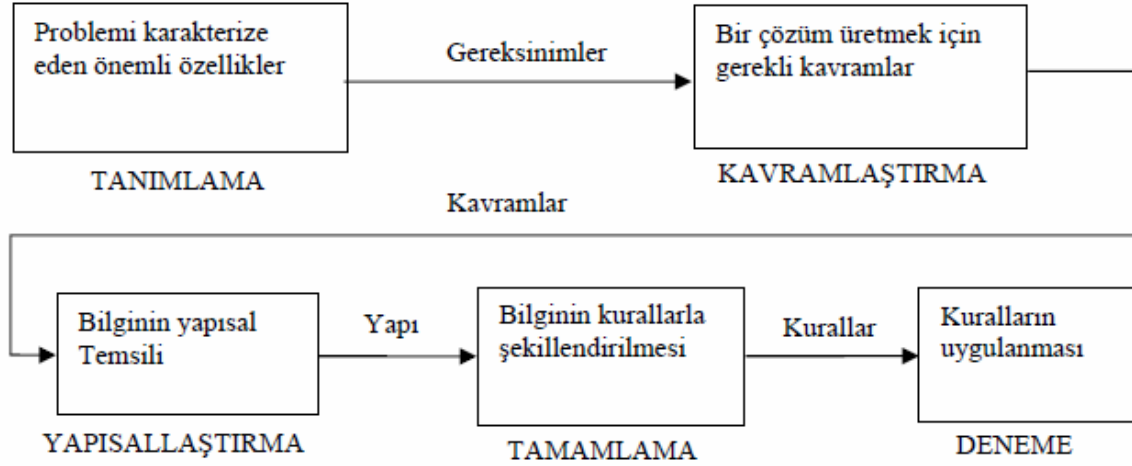 Problemi karakterize
eden önemli özellikler
Gereksinimler
Bir çözüm üretmek için
gerekli kavramlar
TANIMLAMA
KAVRAMLAŞTIRMA
Kavramlar
Bilginin yapısal
Temsili
Yapı
Bilginin kurallarla
şekillendirilmesi
Kurallar
Kuralların
uygulanması
YAPISALLAŞTIRMA
TAMAMLAMA
DENEME